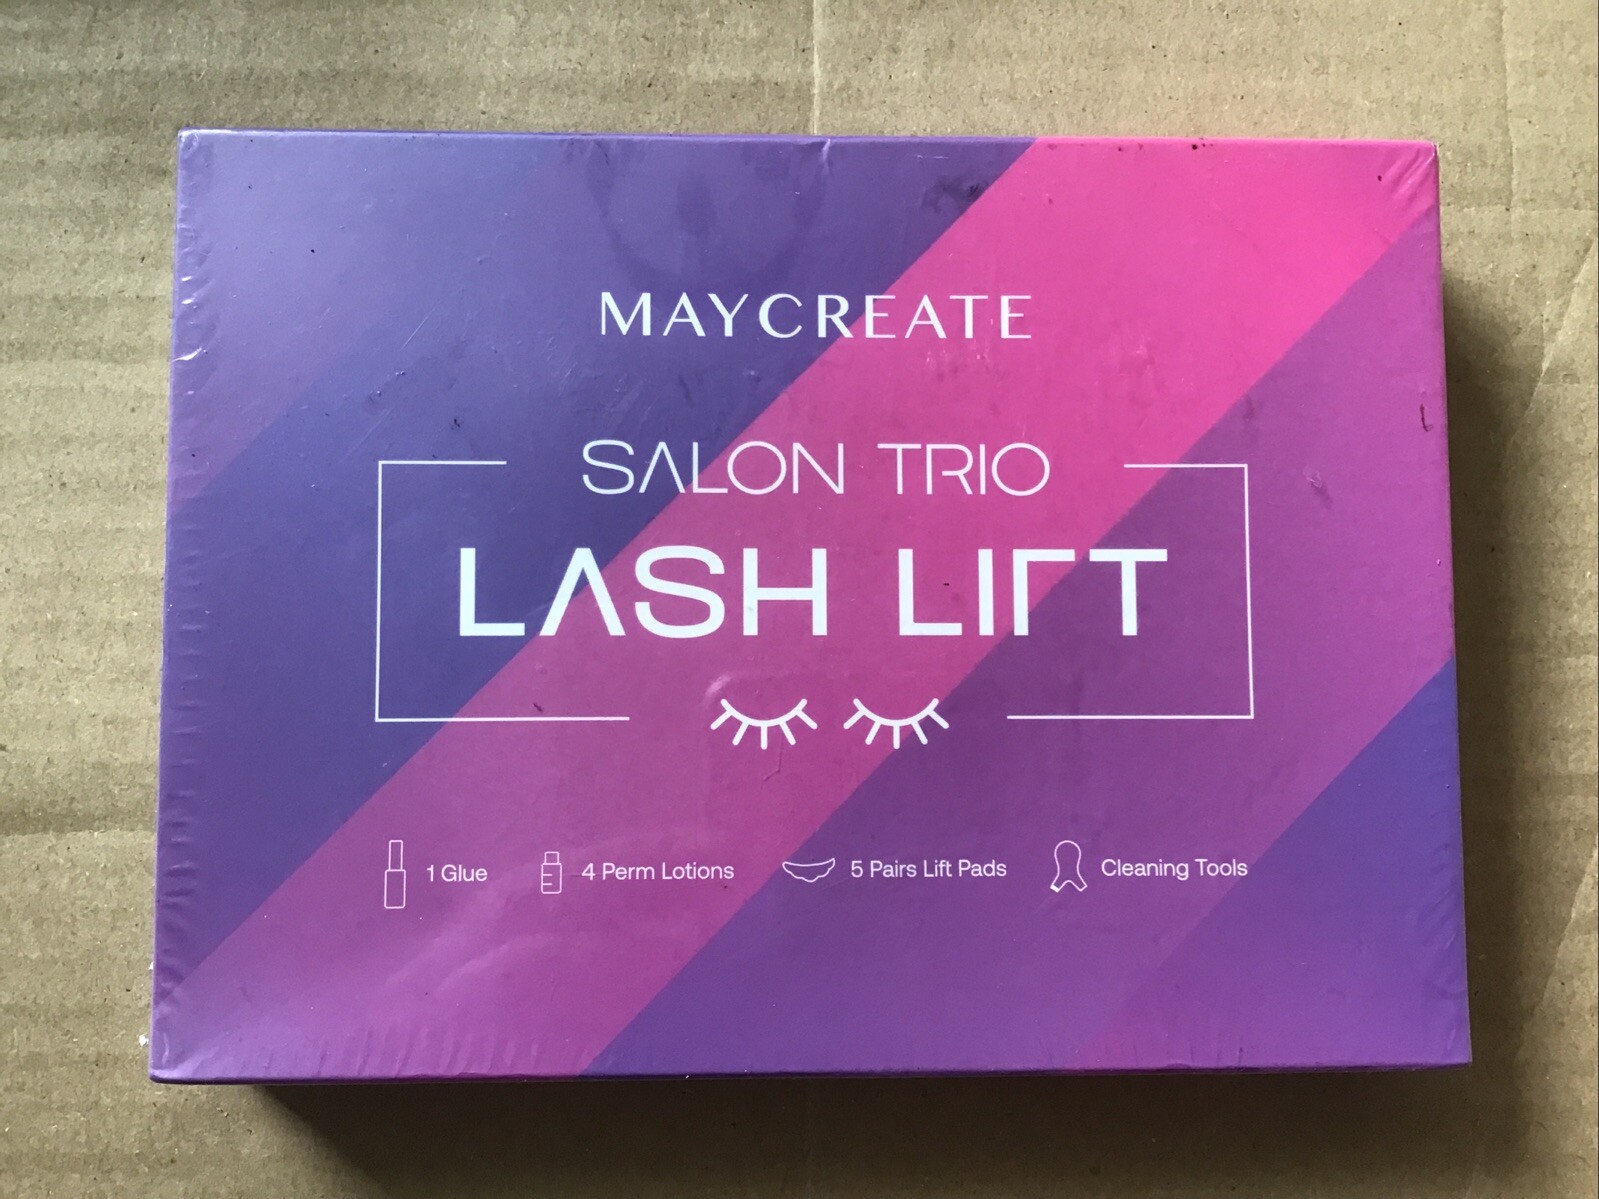 MAYCREATE
SALON TRIO
LASH LIFT
1 Glue
4 Perm Lotions
5 Pairs Lift Pads
Cleaning Tools